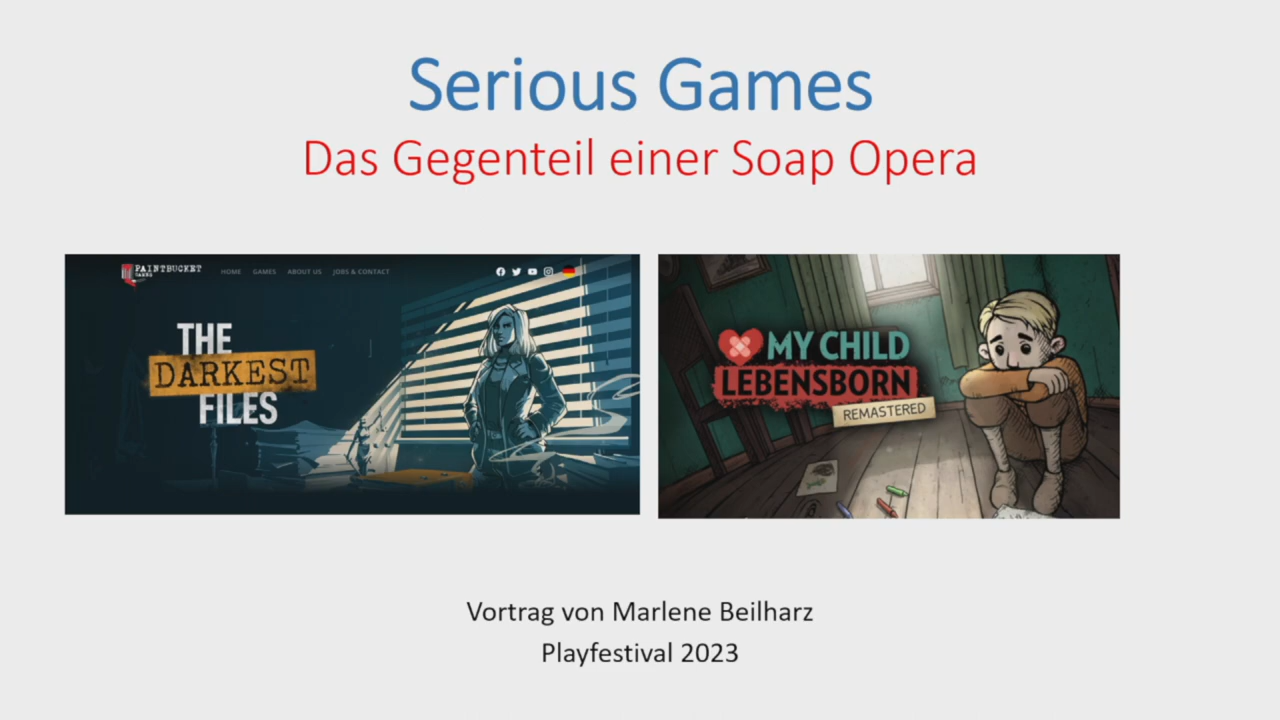 Serious Games
Das Gegenteil einer Soap Opera
PAINTBUCKET
GAMES
HOME GAMES ABOUT US JOBS & CONTACT
THE
DARKEST
FILES
MY CHILD
LEBENSBORN
REMASTERED
Vortrag von Marlene Beilharz
Playfestival 2023